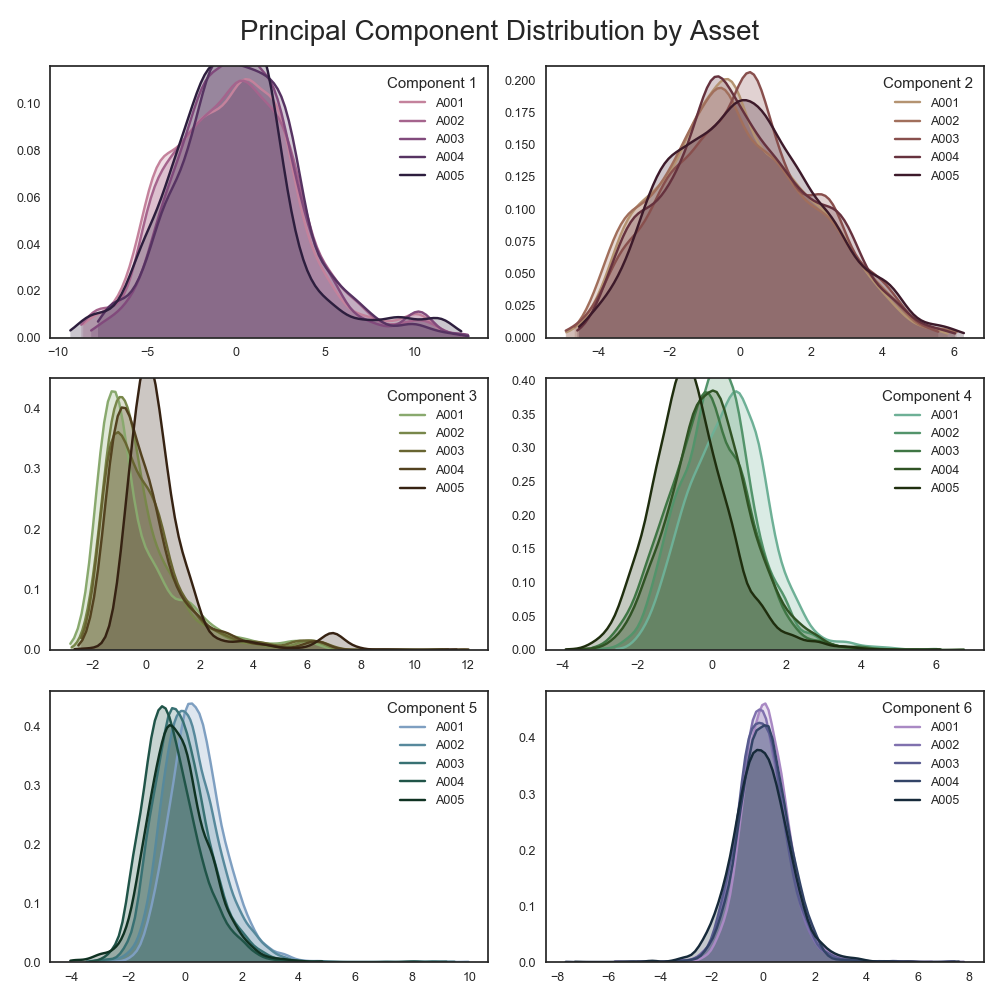 Principal Component Distribution by Asset
Component 1
A001
A002
A003
A004
A005
0.10
0.08
0.06
0.04
0.02
0.00
−10 −5 0 5 10
Component 2
A001
A002
A003
A004
A005
0.200
0.175
0.150
0.125
0.100
0.075
0.050
0.025
0.000
−4 −2 0 2 4 6
Component 3
A001
A002
A003
A004
A005
0.4
0.3
0.2
0.1
0.0
−2 0 2 4 6 8 10 12
Component 4
A001
A002
A003
A004
A005
0.40
0.35
0.30
0.25
0.20
0.15
0.10
0.05
0.00
−4 −2 0 2 4 6
Component 5
A001
A002
A003
A004
A005
0.4
0.3
0.2
0.1
0.0
−4 −2 0 2 4 6 8 10
Component 6
A001
A002
A003
A004
A005
0.4
0.3
0.2
0.1
0.0
−8 −6 −4 −2 0 2 4 6 8